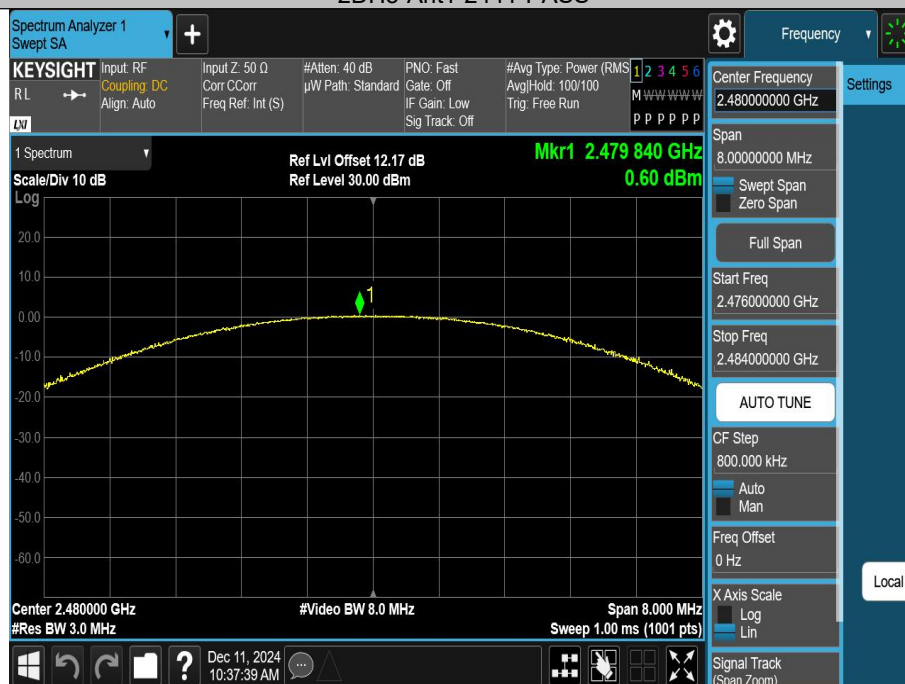 Spectrum Analyzer 1
Swept SA
+
Frequency
KEYSIGHT
RL
LXI
Input: RF
Coupling: DC
Align: Auto
Input Z: 50 Ω
Corr CCorr
Freq Ref: Int (S)
#Atten: 40 dB
µW Path: Standard
PNO: Fast
Gate: Off
IF Gain: Low
Sig Track: Off
#Avg Type: Power (RMS
Avg|Hold: 100/100
Trig: Free Run
1 2 3 4 5 6
M W W W W W
P P P P P P
1 Spectrum
Scale/Div 10 dB
Log
Ref Lvl Offset 12.17 dB
Ref Level 30.00 dBm
Mkr1 2.479 840 GHz
0.60 dBm
20.0
10.0
0.00
-10.0
-20.0
-30.0
-40.0
-50.0
-60.0
1
Center 2.480000 GHz
#Res BW 3.0 MHz
#Video BW 8.0 MHz
Span 8.000 MHz
Sweep 1.00 ms (1001 pts)
Center Frequency
2.480000000 GHz
Settings
Span
8.00000000 MHz
Swept Span
Zero Span
Full Span
Start Freq
2.476000000 GHz
Stop Freq
2.484000000 GHz
AUTO TUNE
CF Step
800.000 kHz
Auto
Man
Freq Offset
0 Hz
Local
X Axis Scale
Log
Lin
Signal Track
(Span Zoom)
?
Dec 11, 2024
10:37:39 AM